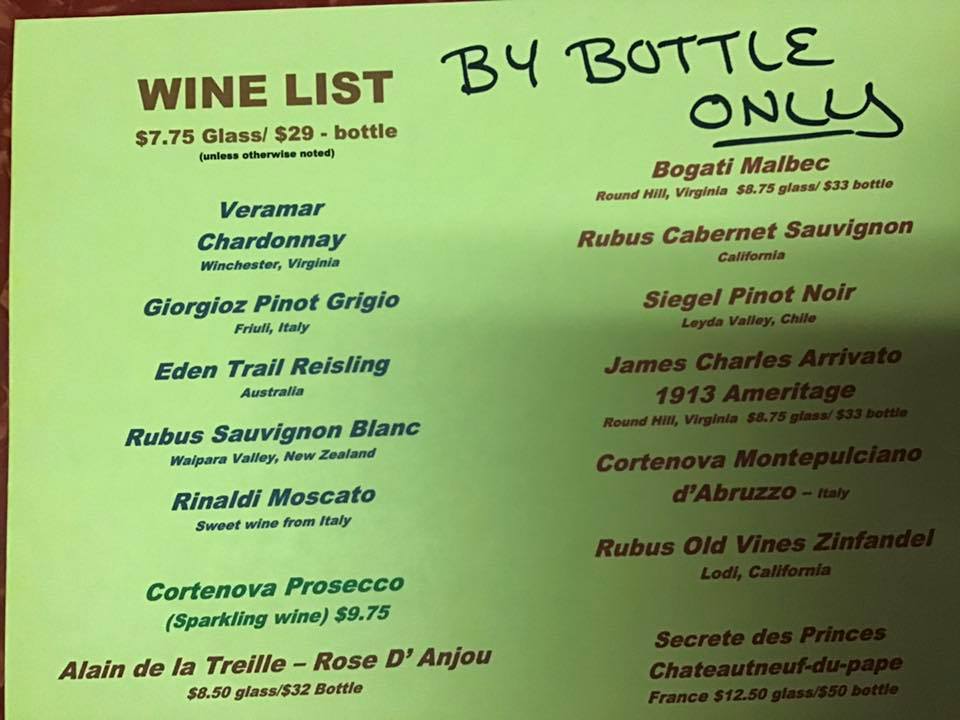 WINE LIST
$7.75 Glass/ $29 - bottle
(unless otherwise noted)
Veramar
Chardonnay
Winchester, Virginia
Giorgioz Pinot Grigio
Friuli, Italy
Eden Trail Reisling
Australia
Rubus Sauvignon Blanc
Waipara Valley, New Zealand
Rinaldi Moscato
Sweet wine from Italy
Cortenova Prosecco
(Sparkling wine) $9.75
Alain de la Treille – Rose D' Anjou
$8.50 glass/$32 Bottle
BY BOTTLE
ONLY
Bogati Malbec
Round Hill, Virginia $8.75 glass/ $33 bottle
Rubus Cabernet Sauvignon
California
Siegel Pinot Noir
Leyda Valley, Chile
James Charles Arrivato
1913 Ameritage
Round Hill, Virginia $8.75 glass/ $33 bottle
Cortenova Montepulciano
d'Abruzzo – Italy
Rubus Old Vines Zinfandel
Lodi, California
Secrete des Princes
Chateautneuf-du-pape
France $12.50 glass/$50 bottle